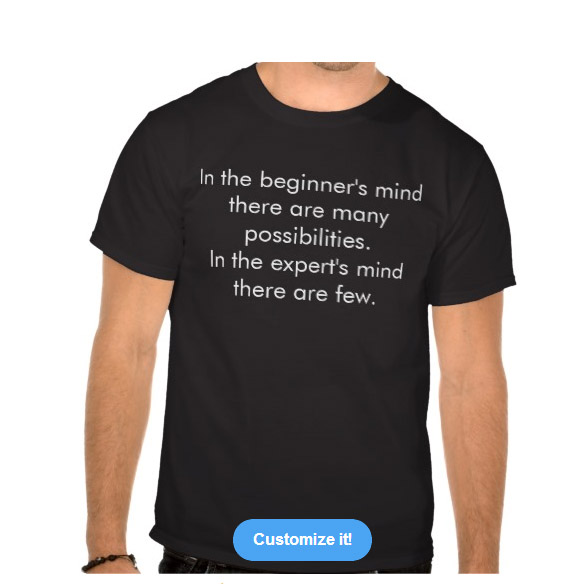 In the beginner's mind
there are many
possibilities.
In the expert's mind
there are few.
Customize it!